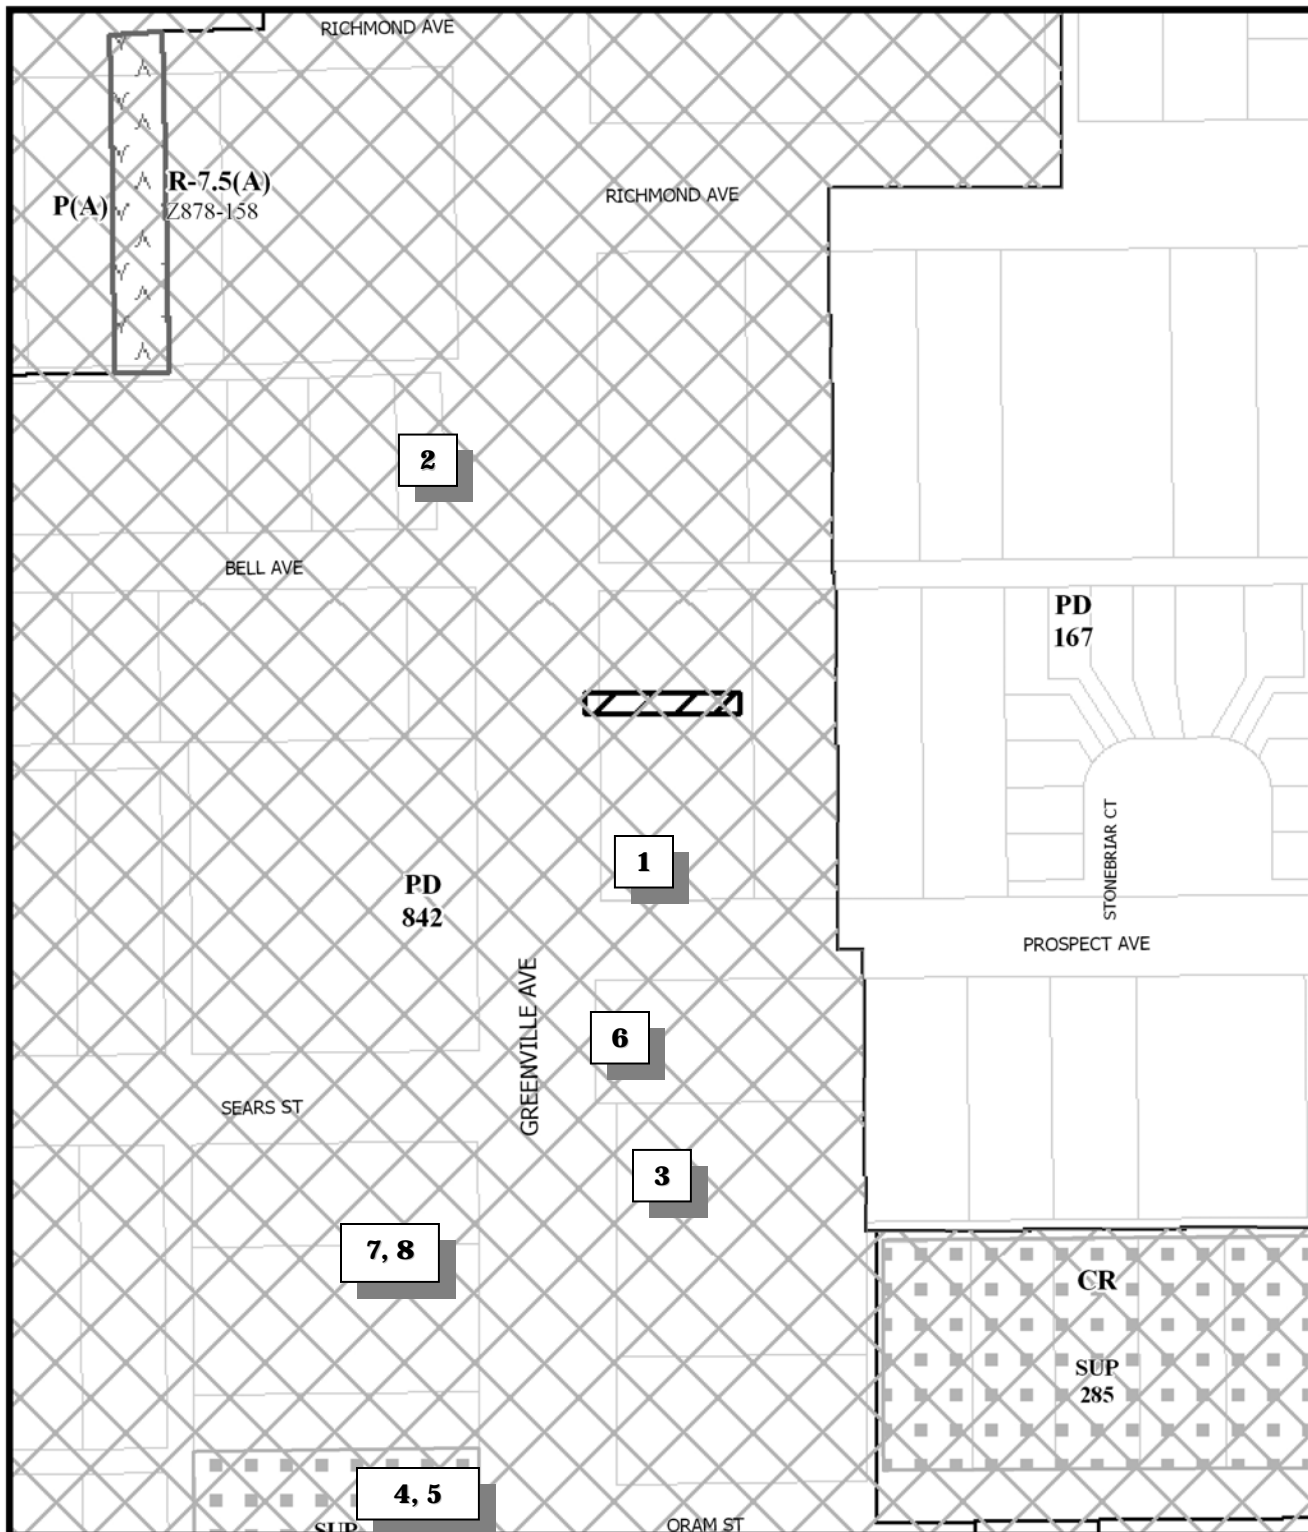 RICHMOND AVE
R-7.5(A)
P(A)
Z878-158
RICHMOND AVE
2
BELL AVE
PD
167
1
STONEBRIAR CT
PD
842
PROSPECT AVE
GREENVILLE AVE
6
SEARS ST
3
7, 8
CR
SUP
285
4, 5
SUP
ORAM ST